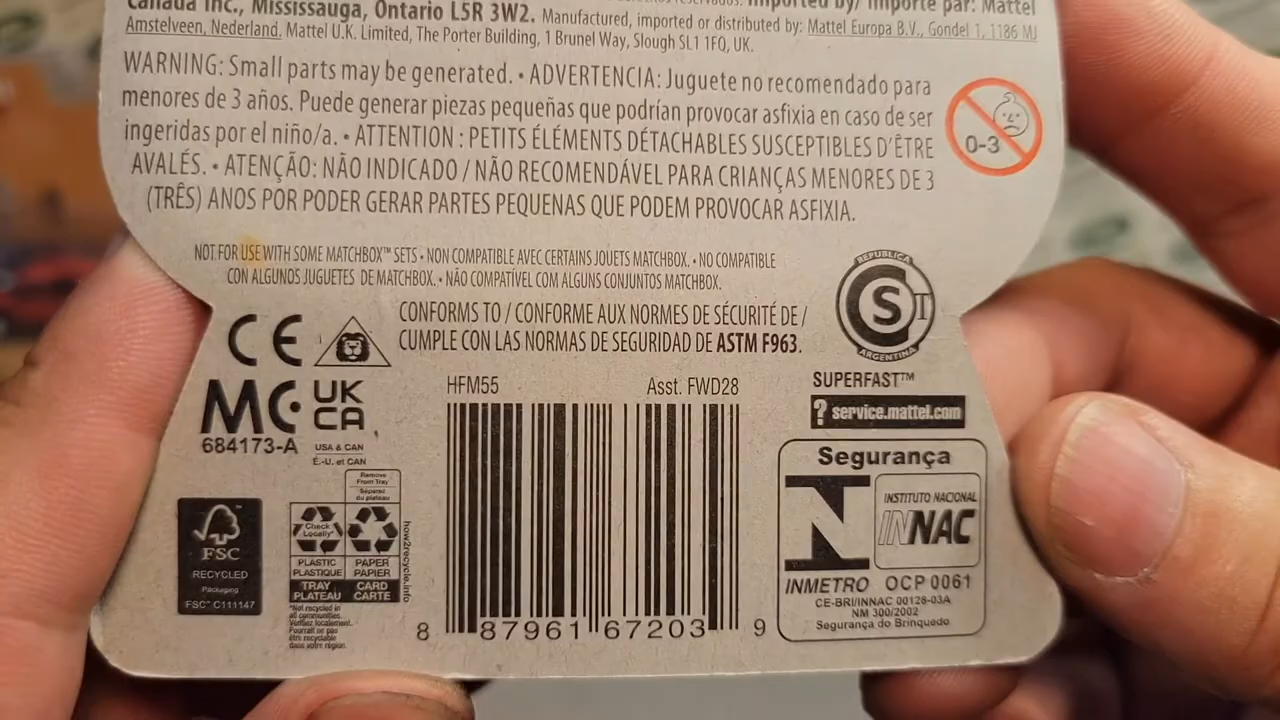 Canada Inc., Mississauga, Ontario L5R 3W2. Manufactured, imported or distributed by: Mattel Europa B.V., Gondel 1, 1186 MJ
Imported by/ Importé par: Mattel
Amstelveen, Nederland. Mattel U.K. Limited, The Porter Building, 1 Brunel Way, Slough SL1 1FQ, UK.
WARNING: Small parts may be generated. • ADVERTENCIA: Juguete no recomendado para
menores de 3 años. Puede generar piezas pequeñas que podrían provocar asfixia en caso de ser
ingeridas por el niño/a. • ATTENTION : PETITS ÉLÉMENTS DÉTACHABLES SUSCEPTIBLES D'ÊTRE
AVALÉS. • ATENÇÃO: NÃO INDICADO / NÃO RECOMENDÁVEL PARA CRIANÇAS MENORES DE 3
(TRÊS) ANOS POR PODER GERAR PARTES PEQUENAS QUE PODEM PROVOCAR ASFIXIA.
0-3
NOT FOR USE WITH SOME MATCHBOX™ SETS • NON COMPATIBLE AVEC CERTAINS JOUETS MATCHBOX. • NO COMPATIBLE
CON ALGUNOS JUGUETES DE MATCHBOX. • NÃO COMPATÍVEL COM ALGUNS CONJUNTOS MATCHBOX.
CONFORMS TO / CONFORME AUX NORMES DE SÉCURITÉ DE /
CUMPLE CON LAS NORMAS DE SEGURIDAD DE ASTM F963.
REPUBLICA
CS T
ARGENTINA
CE
MC
684173-A
UK
CA
USA & CAN
É.-U. et CAN
HFM55 Asst. FWD28
SUPERFAST™
? service.mattel.com
Remove
From Tray
Séparez
du plateau
Check
Locally*
PLASTIC
PLASTIQUE
PAPER
PAPIER
TRAY
PLATEAU
CARD
CARTE
how2recycle.info
*Not recycled in
all communities.
Vérifiez localement.
Pourrait ne pas
être recyclable
dans votre région.
FSC
RECYCLED
Packaging
FSC™ C111147
8 87961 67203 9
Segurança
INSTITUTO NACIONAL
INNAC
INMETRO OCP 0061
CE-BRI/INNAC 00128-03A
NM 300/2002
Segurança do Brinquedo